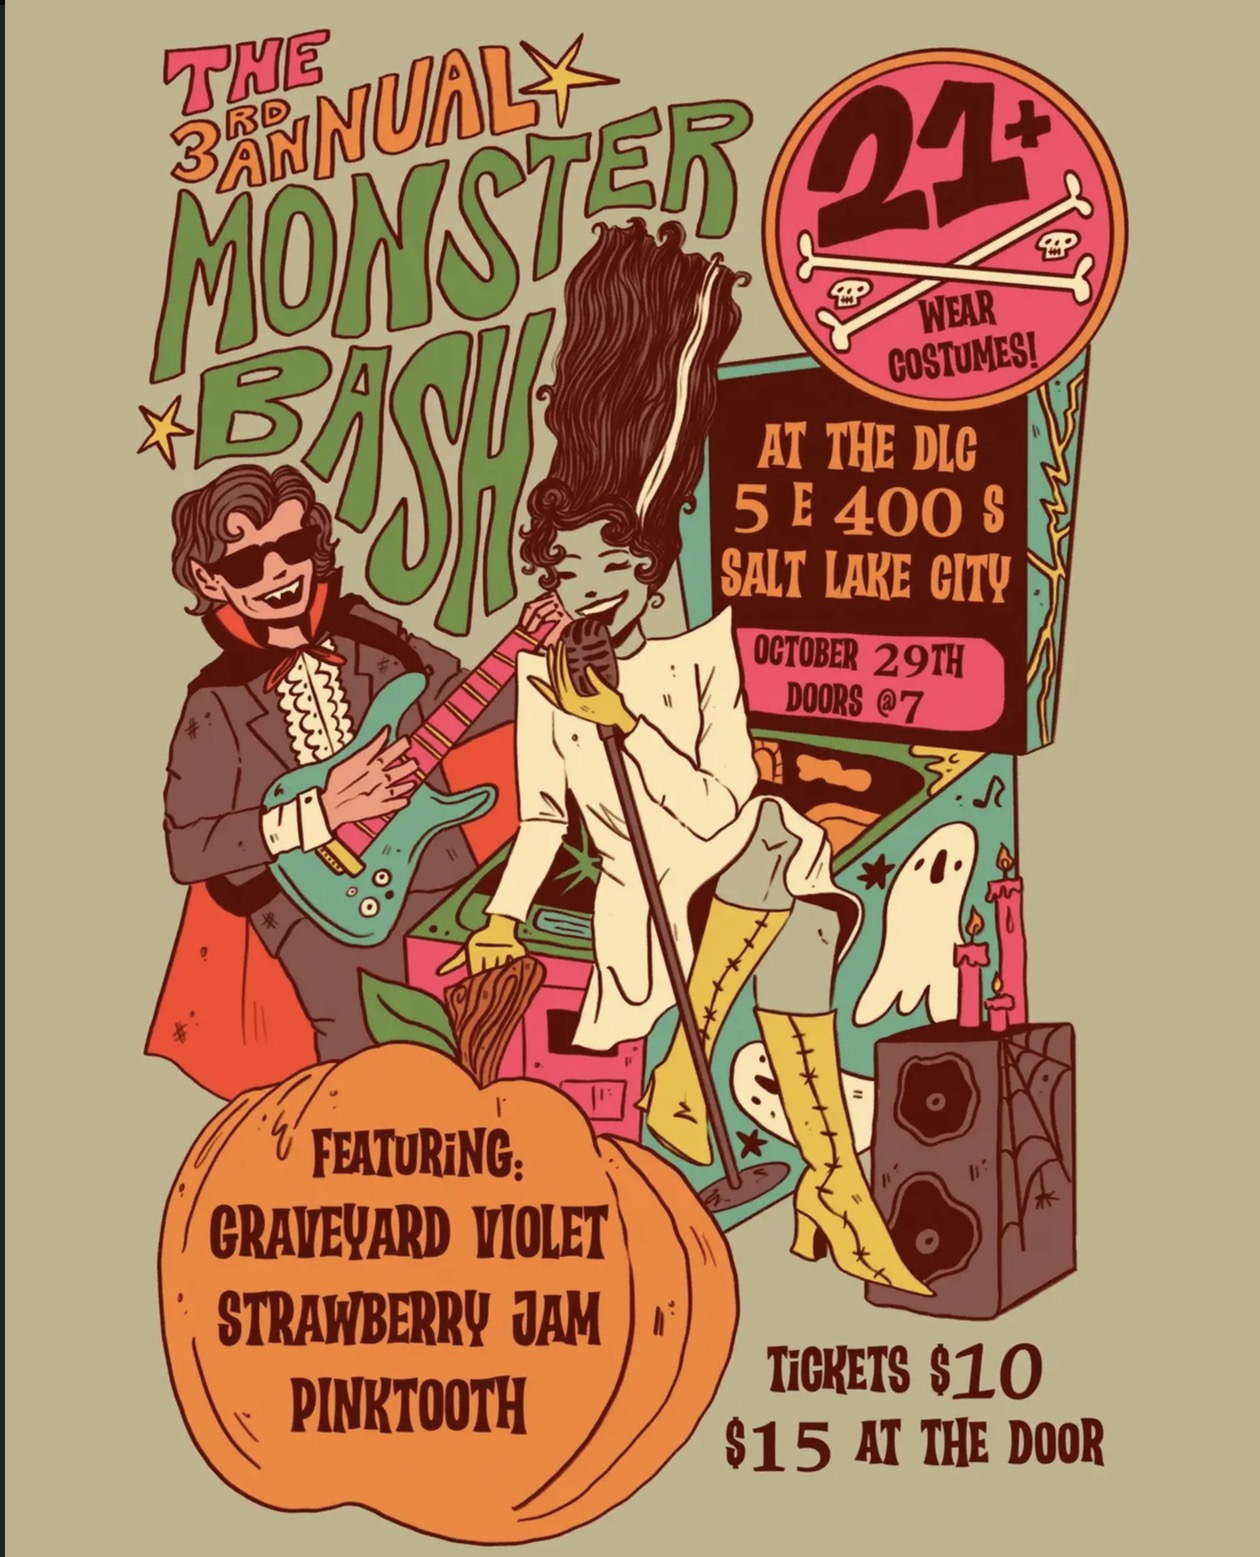 THE
3RD ANNUAL
MONSTER
BASH
21+
WEAR
COSTUMES!
AT THE DLC
5 E 400 S
SALT LAKE CITY
OCTOBER 29TH
DOORS @7
FEATURING:
GRAVEYARD VIOLET
STRAWBERRY JAM
PINKTOOTH
TICKETS $10
$15 AT THE DOOR